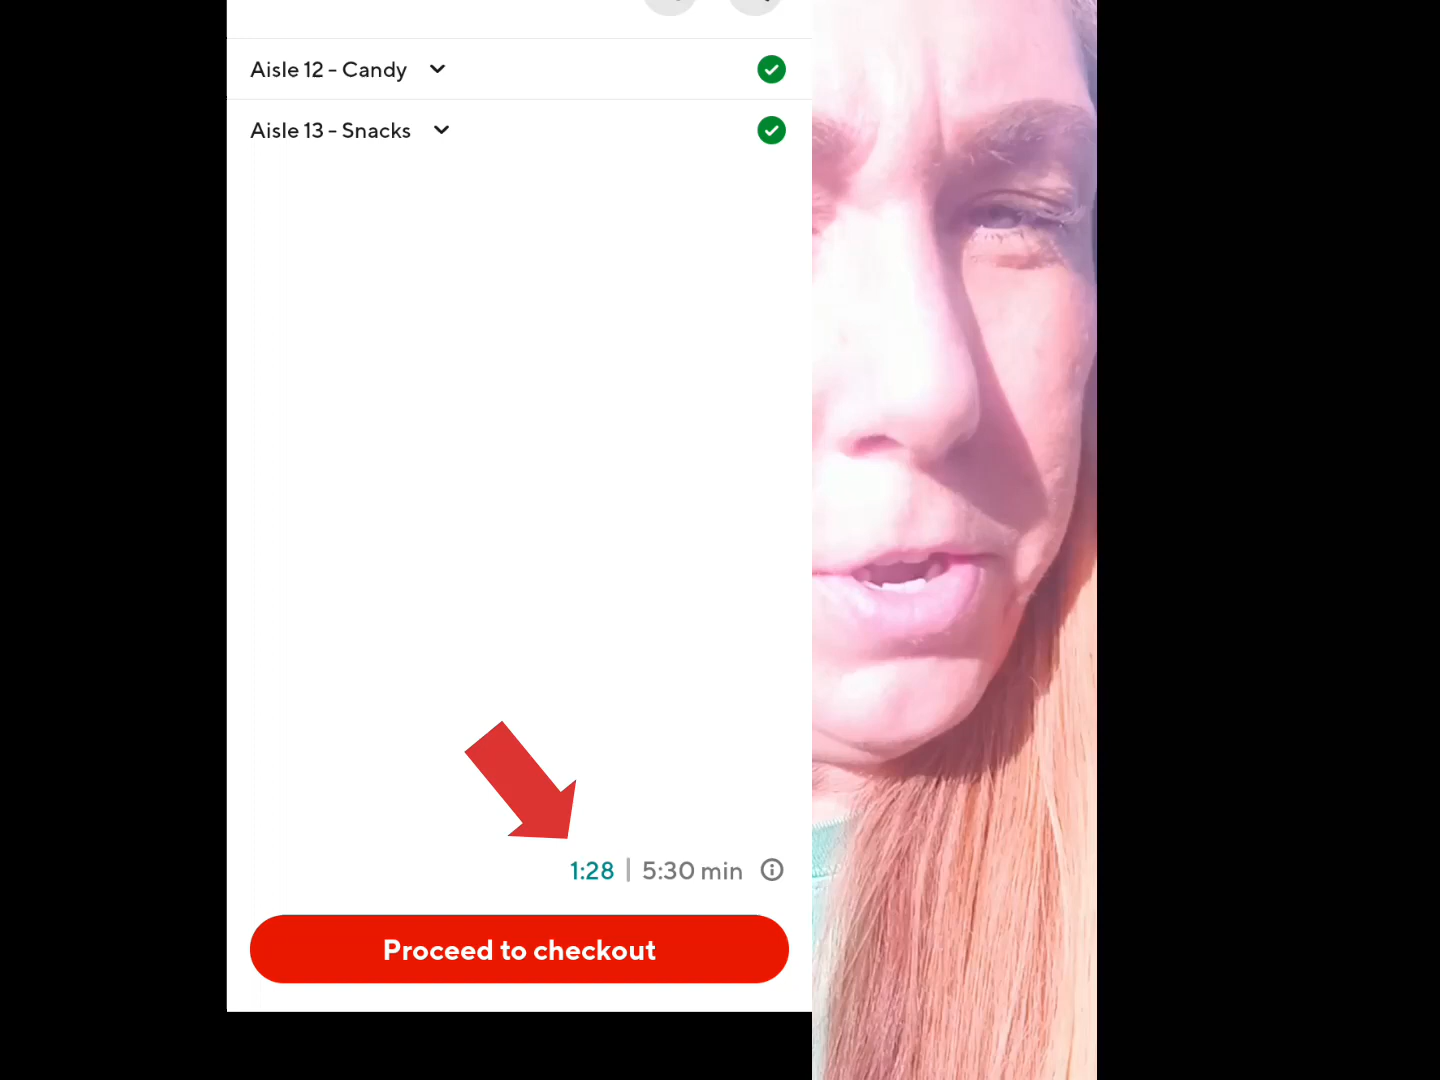 Aisle 12 - Candy
Aisle 13 - Snacks
1:28 | 5:30 min
Proceed to checkout